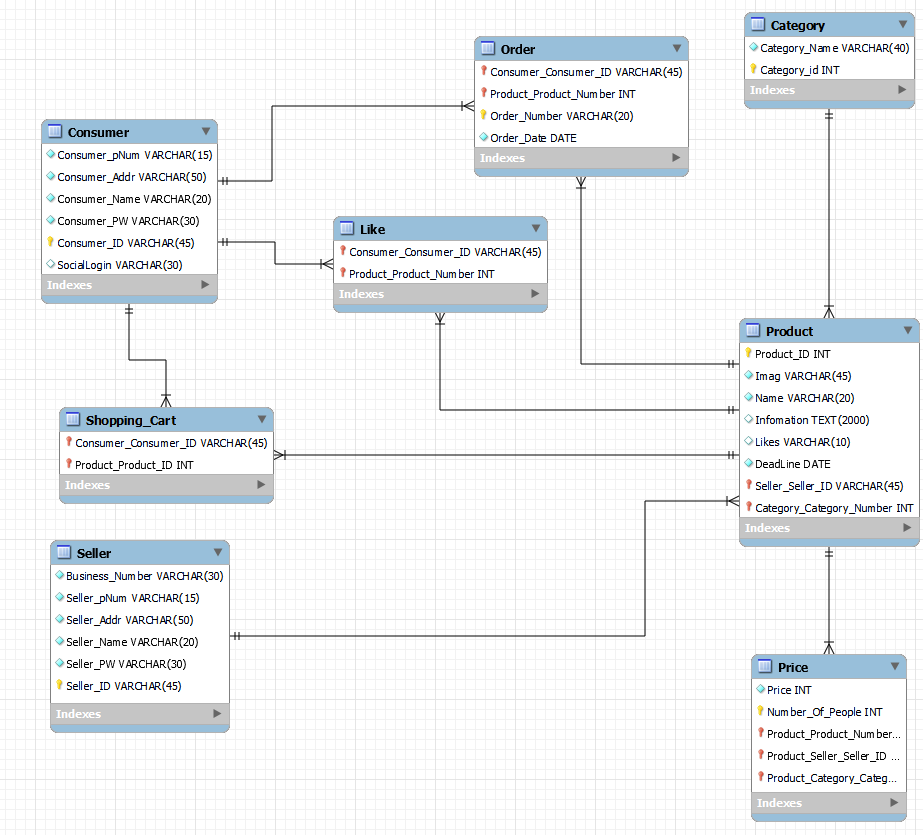 Category
Category_Name VARCHAR(40)
Category_id INT
Indexes
Order
Consumer_Consumer_ID VARCHAR(45)
Product_Product_Number INT
Order_Number VARCHAR(20)
Order_Date DATE
Indexes
Consumer
Consumer_pNum VARCHAR(15)
Consumer_Addr VARCHAR(50)
Consumer_Name VARCHAR(20)
Consumer_PW VARCHAR(30)
Consumer_ID VARCHAR(45)
SocialLogin VARCHAR(30)
Indexes
Like
Consumer_Consumer_ID VARCHAR(45)
Product_Product_Number INT
Indexes
Product
Product_ID INT
Imag VARCHAR(45)
Name VARCHAR(20)
Infomation TEXT(2000)
Likes VARCHAR(10)
DeadLine DATE
Seller_Seller_ID VARCHAR(45)
Category_Category_Number INT
Indexes
Shopping_Cart
Consumer_Consumer_ID VARCHAR(45)
Product_Product_ID INT
Indexes
Seller
Business_Number VARCHAR(30)
Seller_pNum VARCHAR(15)
Seller_Addr VARCHAR(50)
Seller_Name VARCHAR(20)
Seller_PW VARCHAR(30)
Seller_ID VARCHAR(45)
Indexes
Price
Price INT
Number_Of_People INT
Product_Product_Number...
Product_Seller_Seller_ID ...
Product_Category_Categ...
Indexes